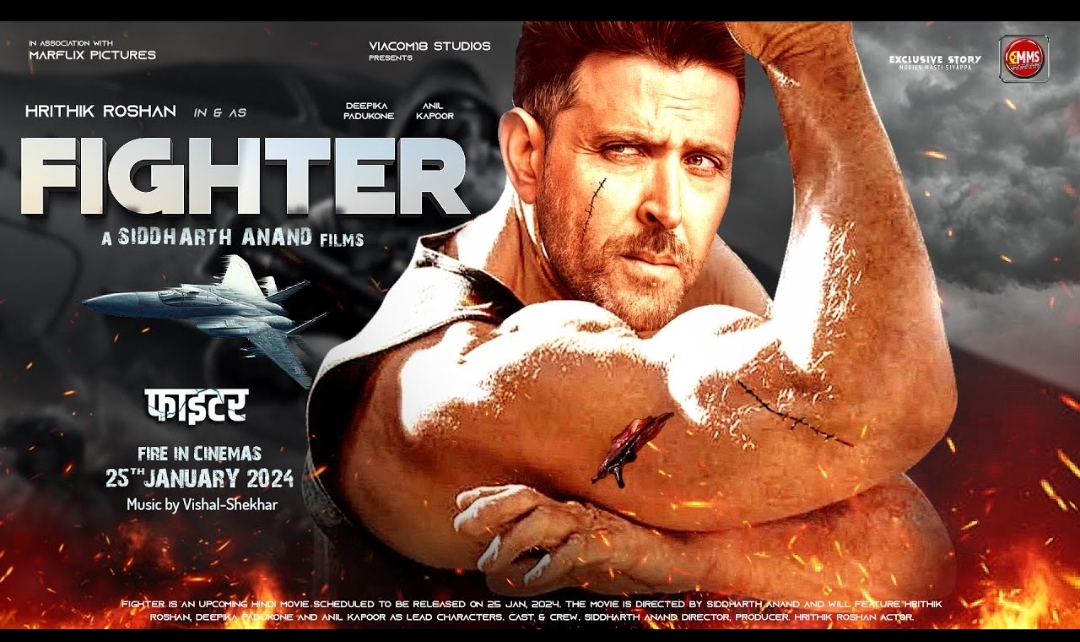 IN ASSOCIATION WITH
MARFLIX PICTURES
VIACOM18 STUDIOS
PRESENTS
HRITHIK ROSHAN IN & AS
DEEPIKA
PADUKONE
ANIL
KAPOOR
FIGHTER
A SIDDHARTH ANAND FILMS
फाइटर
FIRE IN CINEMAS
25TH JANUARY 2024
Music by Vishal-Shekhar
EXCLUSIVE STORY
MOVIES MASTI SIYAPPA
MMS
FIGHTER IS AN UPCOMING HINDI MOVIE SCHEDULED TO BE RELEASED ON 25 JAN, 2024. THE MOVIE IS DIRECTED BY SIDDHARTH ANAND AND WILL FEATURE HRITHIK
ROSHAN, DEEPIKA PADUKONE AND ANIL KAPOOR AS LEAD CHARACTERS. CAST & CREW. SIDDHARTH ANAND DIRECTOR, PRODUCER. HRITHIK ROSHAN ACTOR.